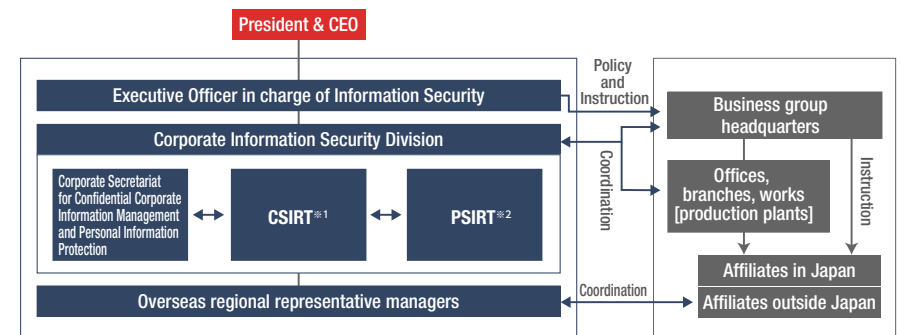 President & CEO
Executive Officer in charge of Information Security
Policy
and
Instruction
Business group
headquarters
Corporate Information Security Division
Coordination
Instruction
Offices,
branches, works
[production plants]
Corporate Secretariat
for Confidential Corporate
Information Management
and Personal Information
Protection
CSIRT※1
PSIRT※2
Affiliates in Japan
Overseas regional representative managers
Coordination
Affiliates outside Japan